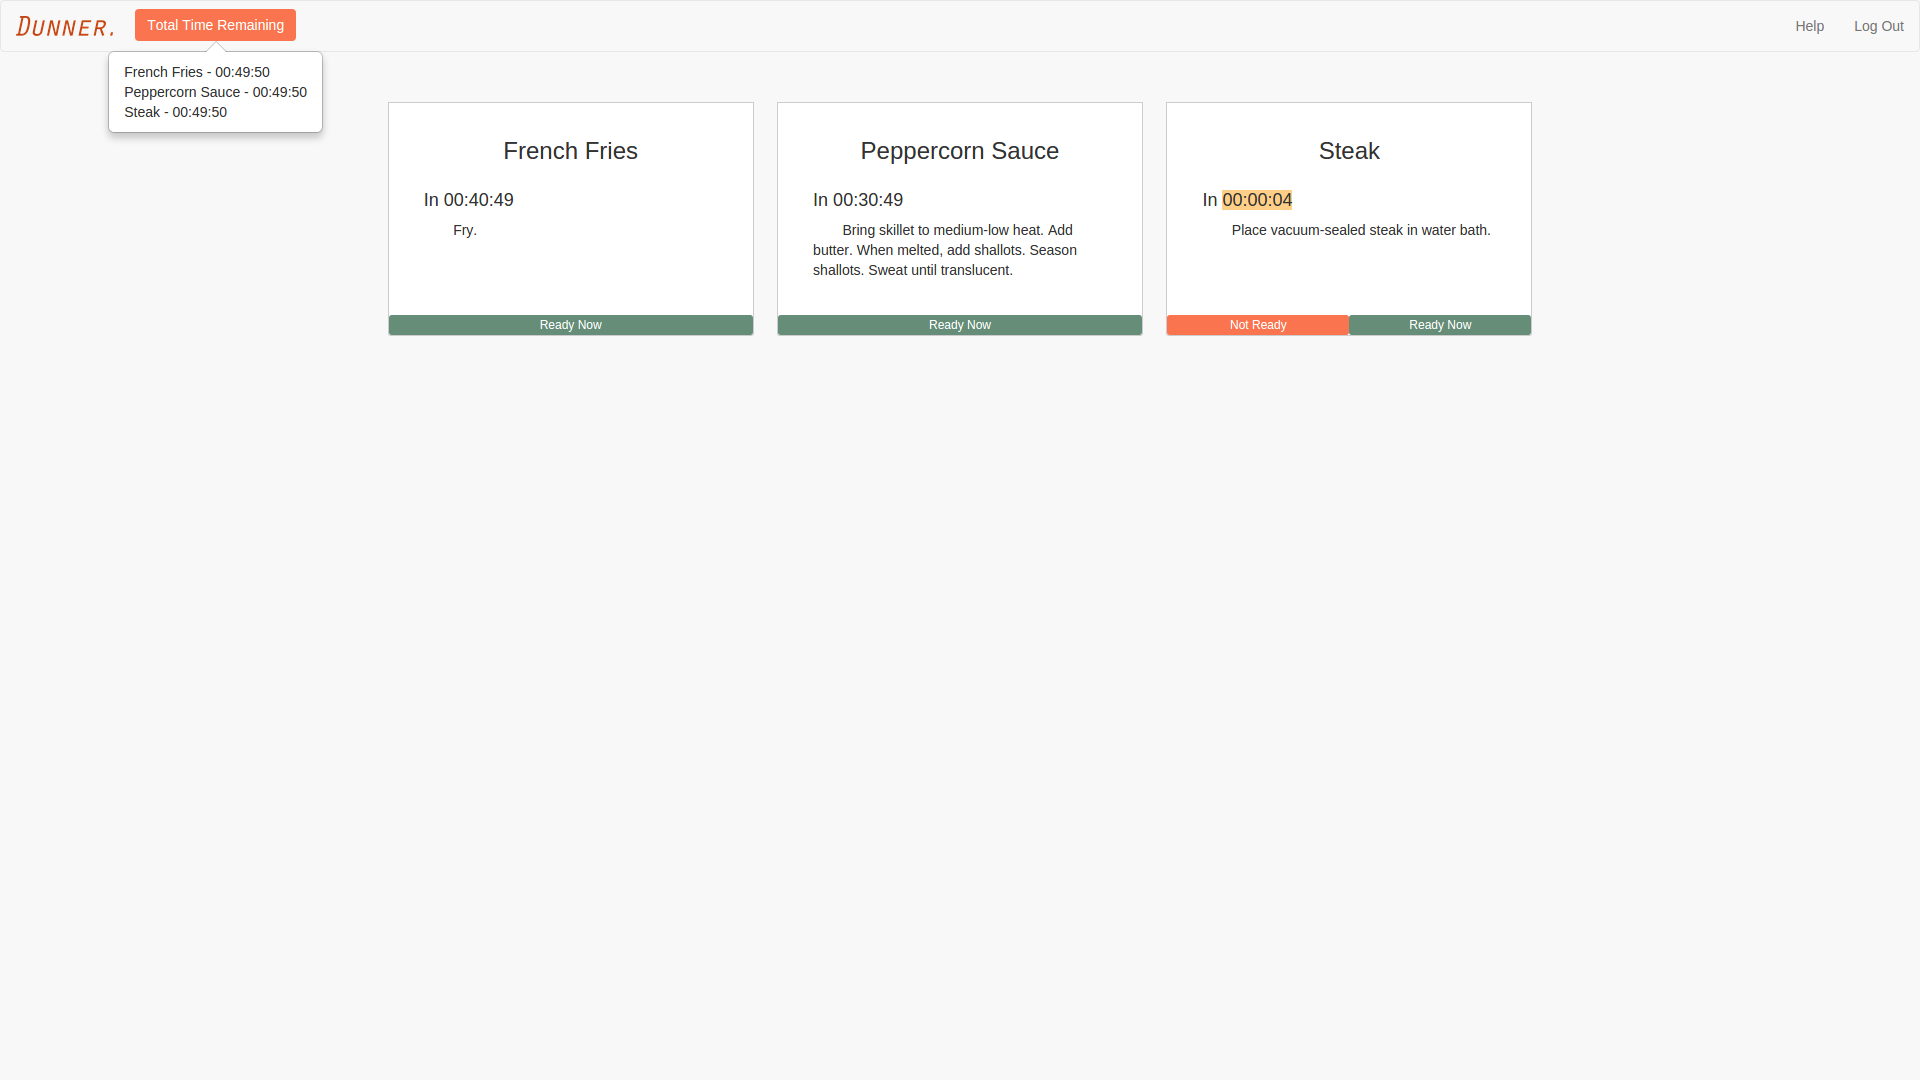 DUNNER.
Total Time Remaining
Help
Log Out
French Fries - 00:49:50
Peppercorn Sauce - 00:49:50
Steak - 00:49:50
French Fries
In 00:40:49
Fry.
Ready Now
Peppercorn Sauce
In 00:30:49
Bring skillet to medium-low heat. Add
butter. When melted, add shallots. Season
shallots. Sweat until translucent.
Ready Now
Steak
In 00:00:04
Place vacuum-sealed steak in water bath.
Not Ready
Ready Now